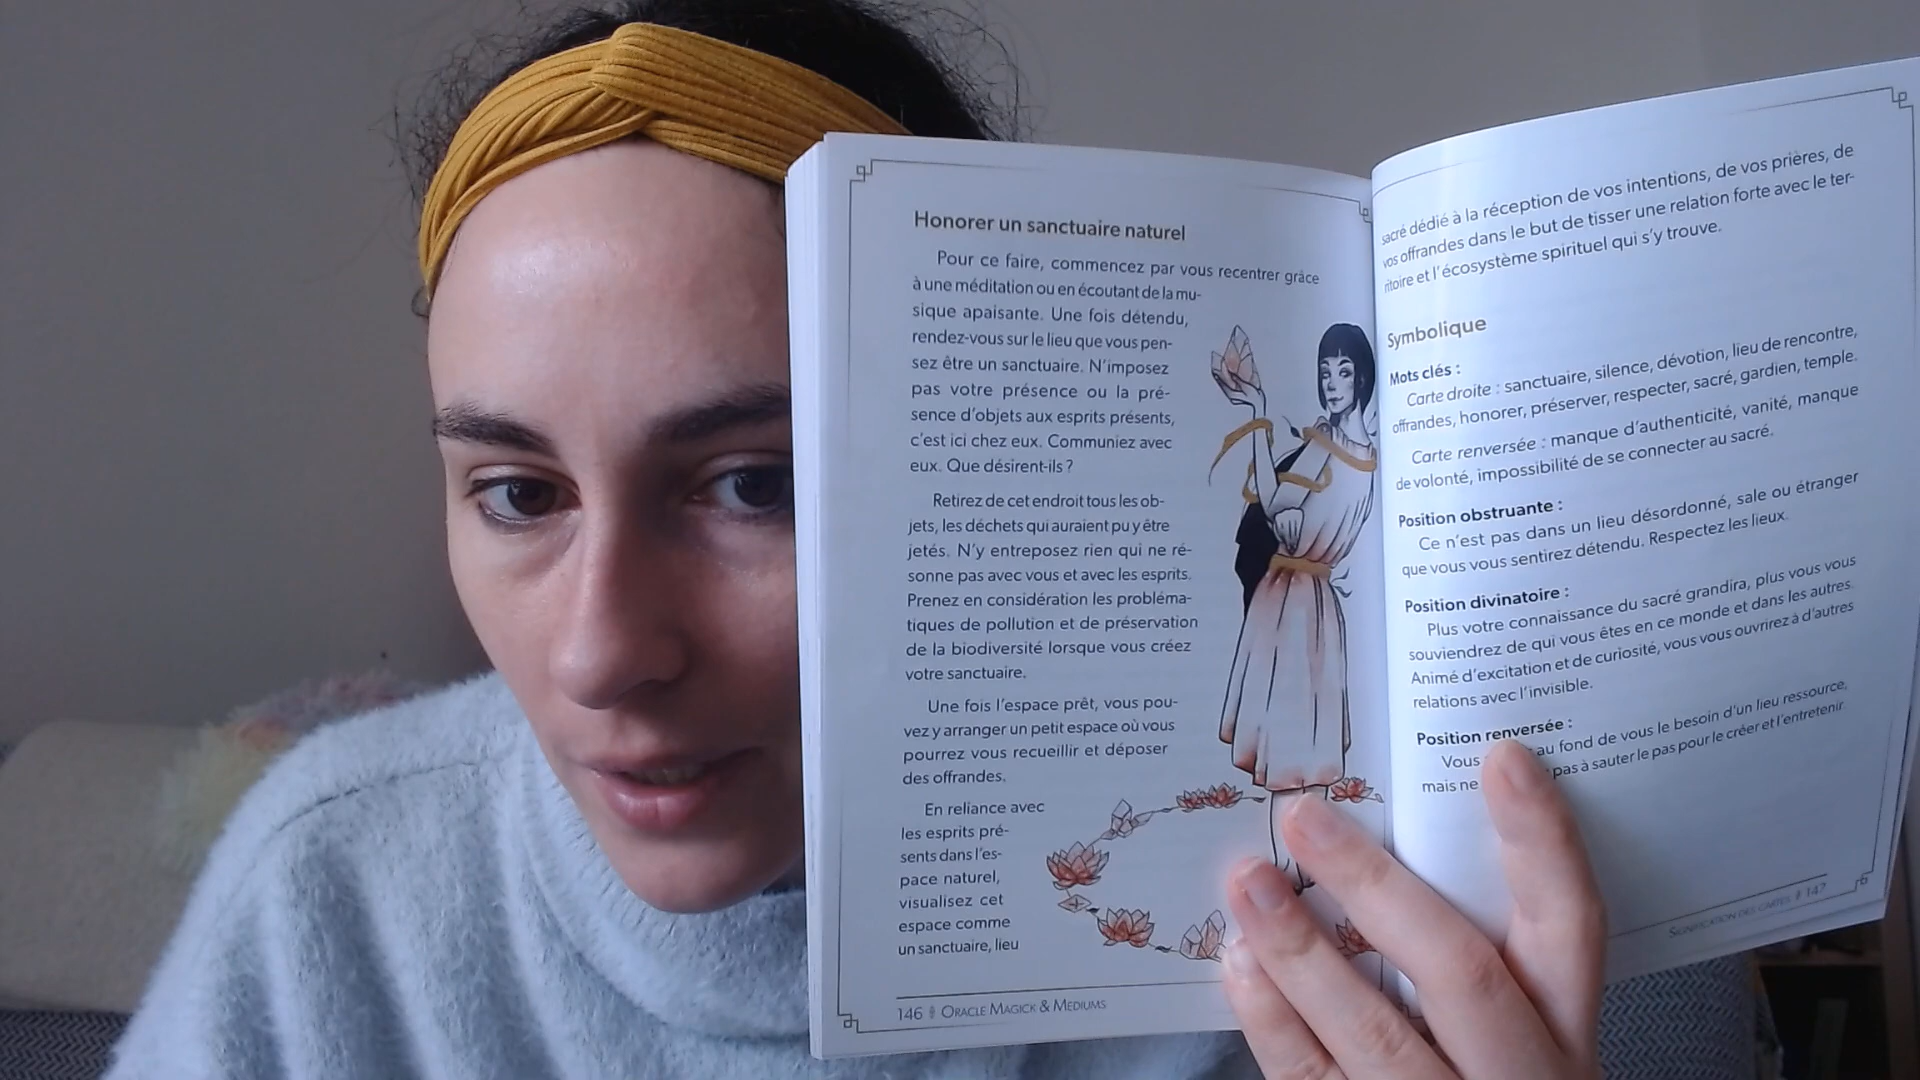 Honorer un sanctuaire naturel
Pour ce faire, commencez par vous recentrer grâce
à une méditation ou en écoutant de la mu-
sique apaisante. Une fois détendu,
rendez-vous sur le lieu que vous pen-
sez être un sanctuaire. N'imposez
pas votre présence ou la pré-
sence d'objets aux esprits présents,
c'est ici chez eux. Communiez avec
eux. Que désirent-ils ?
Retirez de cet endroit tous les ob-
jets, les déchets qui auraient pu y être
jetés. N'y entreposez rien qui ne ré-
sonne pas avec vous et avec les esprits.
Prenez en considération les probléma-
tiques de pollution et de préservation
de la biodiversité lorsque vous créez
votre sanctuaire.
Une fois l'espace prêt, vous pou-
vez y arranger un petit espace où vous
pourrez vous recueillir et déposer
des offrandes.
En reliance avec
les esprits pré-
sents dans l'es-
pace naturel,
visualisez cet
espace comme
un sanctuaire, lieu
146 ORACLE MAGICK & MEDIUMS
sacré dédié à la réception de vos intentions, de vos prières, de
vos offrandes dans le but de tisser une relation forte avec le ter-
ritoire et l'écosystème spirituel qui s'y trouve.
Symbolique
Mots clés :
Carte droite : sanctuaire, silence, dévotion, lieu de rencontre,
offrandes, honorer, préserver, respecter, sacré, gardien, temple.
Carte renversée : manque d'authenticité, vanité, manque
de volonté, impossibilité de se connecter au sacré.
Position obstruante :
Ce n'est pas dans un lieu désordonné, sale ou étranger
que vous vous sentirez détendu. Respectez les lieux.
Position divinatoire :
Plus votre connaissance du sacré grandira, plus vous vous
souviendrez de qui vous êtes en ce monde et dans les autres.
Animé d'excitation et de curiosité, vous vous ouvrirez à d'autres
relations avec l'invisible.
Position renversée :
Vous au fond de vous le besoin d'un lieu ressource,
mais ne pas à sauter le pas pour le créer et l'entretenir.
SIGNIFICATION DES CARTES 147